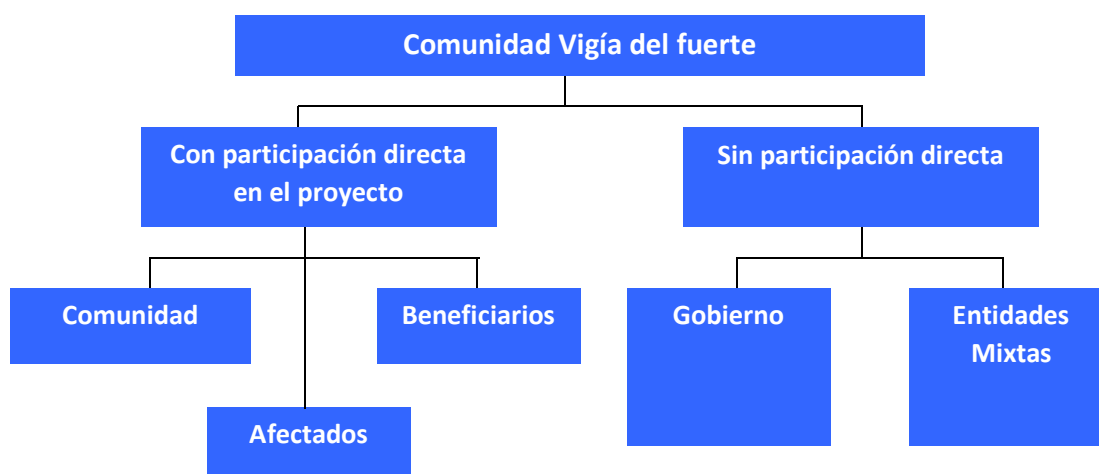 Comunidad Vigía del fuerte
Con participación directa
en el proyecto
Sin participación directa
Comunidad
Beneficiarios
Gobierno
Entidades
Mixtas
Afectados